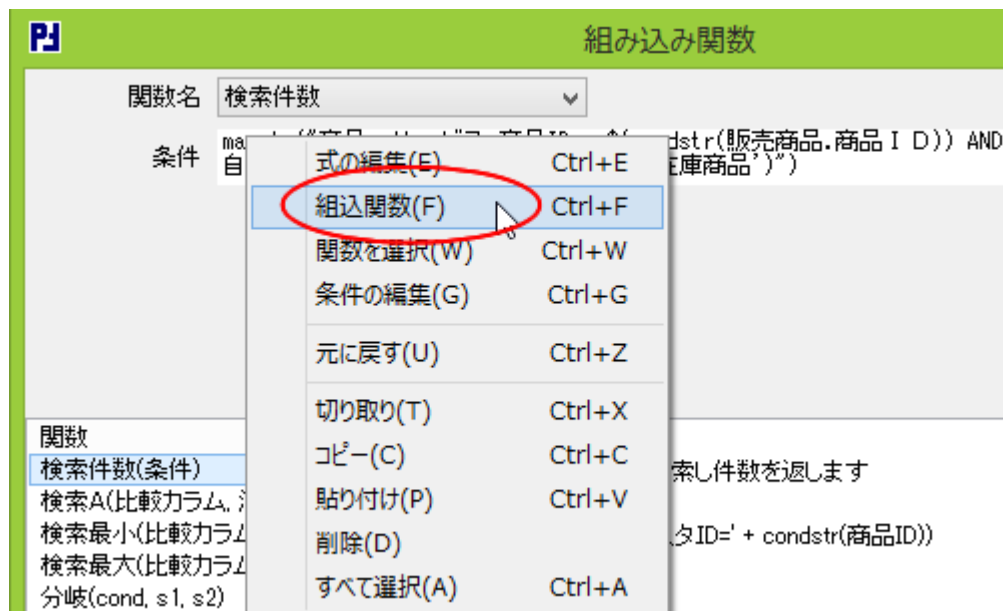 組み込み関数
関数名 検索件数
条件
dstr(販売商品.商品ID)) AND
自
庫商品')")
式の編集(E) Ctrl+E
組込関数(F) Ctrl+F
関数を選択(W) Ctrl+W
条件の編集(G) Ctrl+G
元に戻す(U) Ctrl+Z
切り取り(T) Ctrl+X
コピー(C) Ctrl+C
貼り付け(P) Ctrl+V
削除(D)
すべて選択(A) Ctrl+A
関数
検索件数(条件) 索し件数を返します
検索A(比較カラム,
検索最小(比較カラム タID=' + condstr(商品ID))
検索最大(比較カラム
分岐(cond, s1, s2)